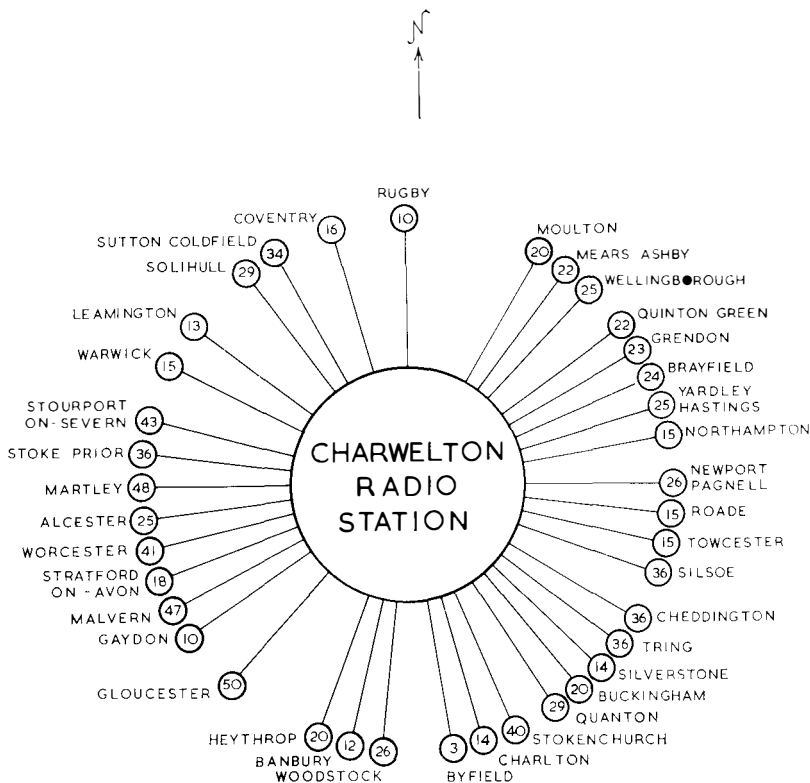 N
RUGBY
10
COVENTRY
16
SUTTON COLDFIELD
34
SOLIHULL
29
LEAMINGTON
13
WARWICK
15
STOURPORT
ON-SEVERN
43
STOKE PRIOR
36
MARTLEY
48
ALCESTER
25
WORCESTER
41
STRATFORD
ON-AVON
18
MALVERN
47
GAYDON
10
GLOUCESTER
50
HEYTHROP
20
BANBURY
12
WOODSTOCK
26
CHARWELTON
RADIO
STATION
MOULTON
20
MEARS ASHBY
22
WELLINGBOROUGH
25
QUINTON GREEN
22
GRENDON
23
BRAYFIELD
24
YARDLEY
HASTINGS
25
NORTHAMPTON
15
NEWPORT
PAGNELL
26
ROADE
15
TOWCESTER
15
SILSOE
36
CHEDDINGTON
36
TRING
36
SILVERSTONE
14
BUCKINGHAM
20
QUANTON
29
STOKENCHURCH
40
CHARLTON
14
BYFIELD
3